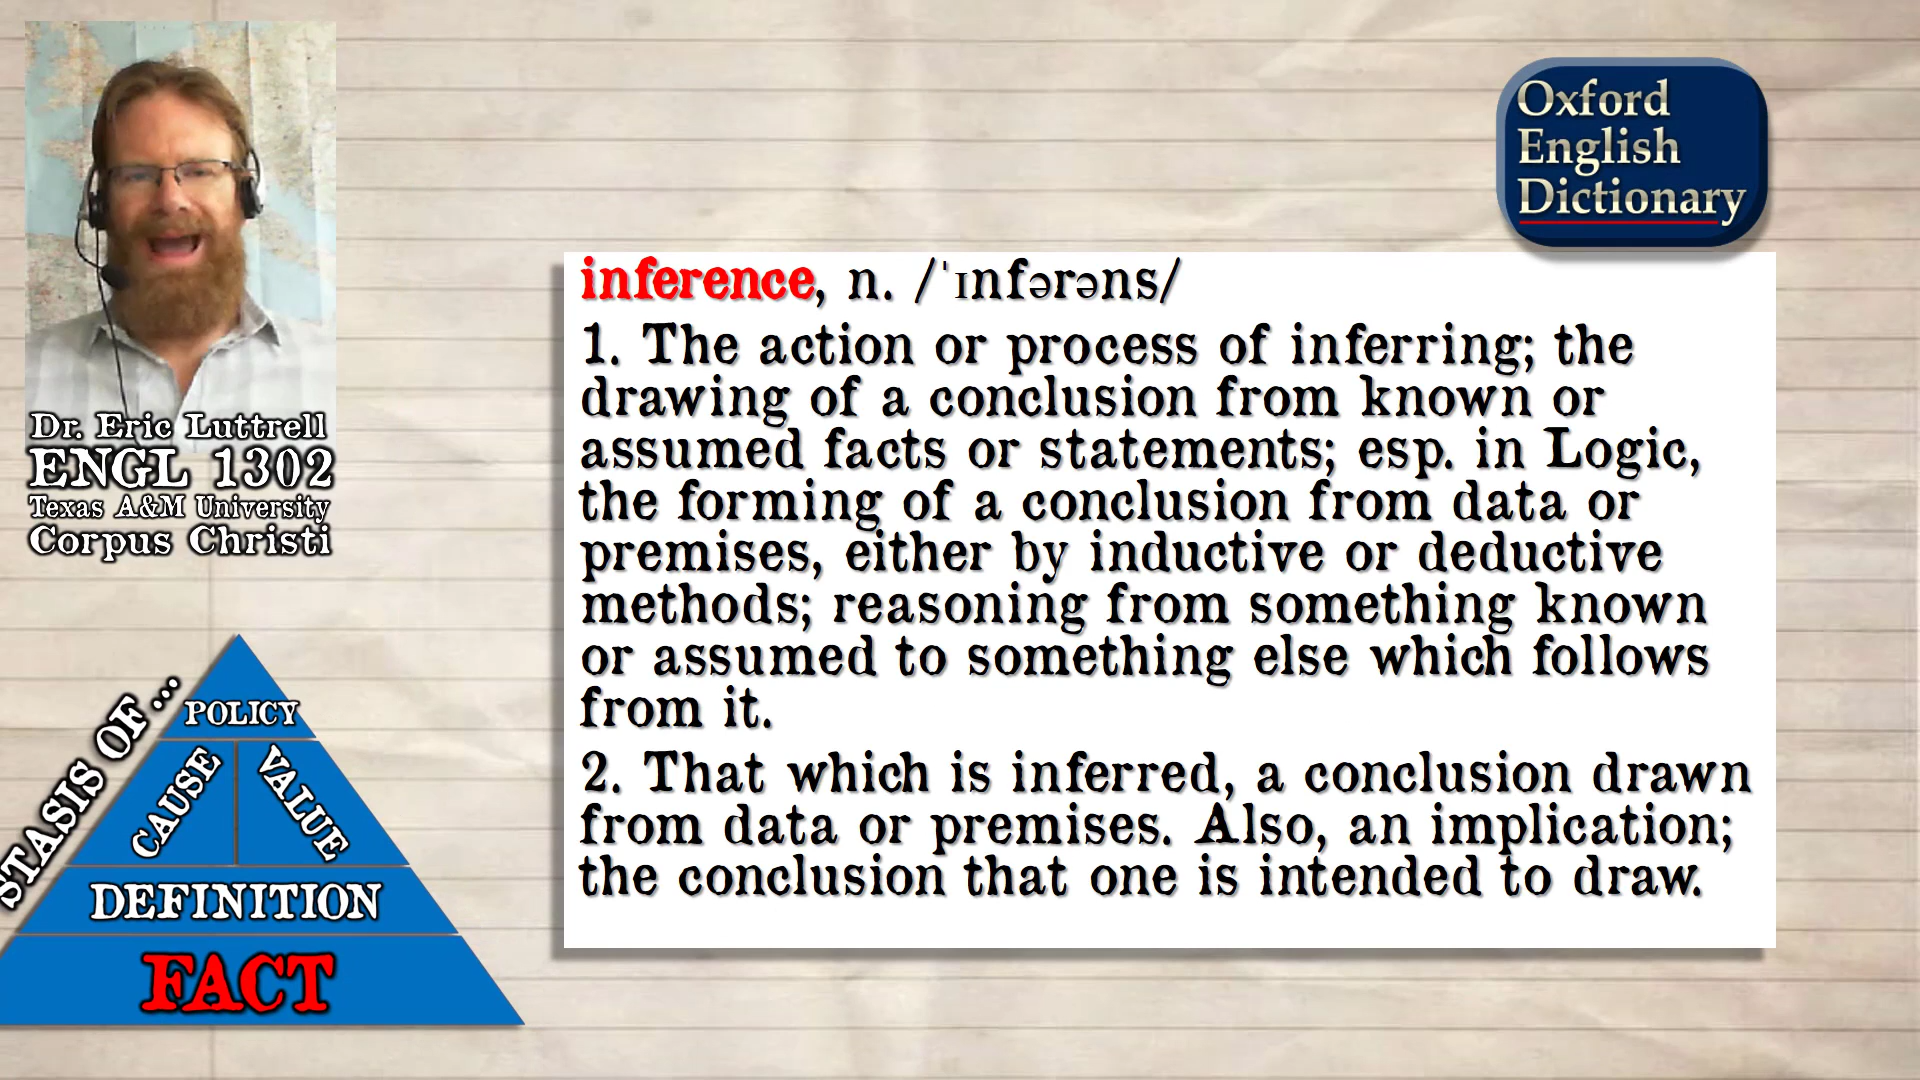 Oxford
English
Dictionary
inference, n. /ˈɪnfərəns/
1. The action or process of inferring; the
drawing of a conclusion from known or
assumed facts or statements; esp. in Logic,
the forming of a conclusion from data or
premises, either by inductive or deductive
methods; reasoning from something known
or assumed to something else which follows
from it.
2. That which is inferred, a conclusion drawn
from data or premises. Also, an implication;
the conclusion that one is intended to draw.
Dr. Eric Luttrell
ENGL 1302
Texas A&M University
Corpus Christi
STASIS OF...
POLICY
CAUSE
VALUE
DEFINITION
FACT